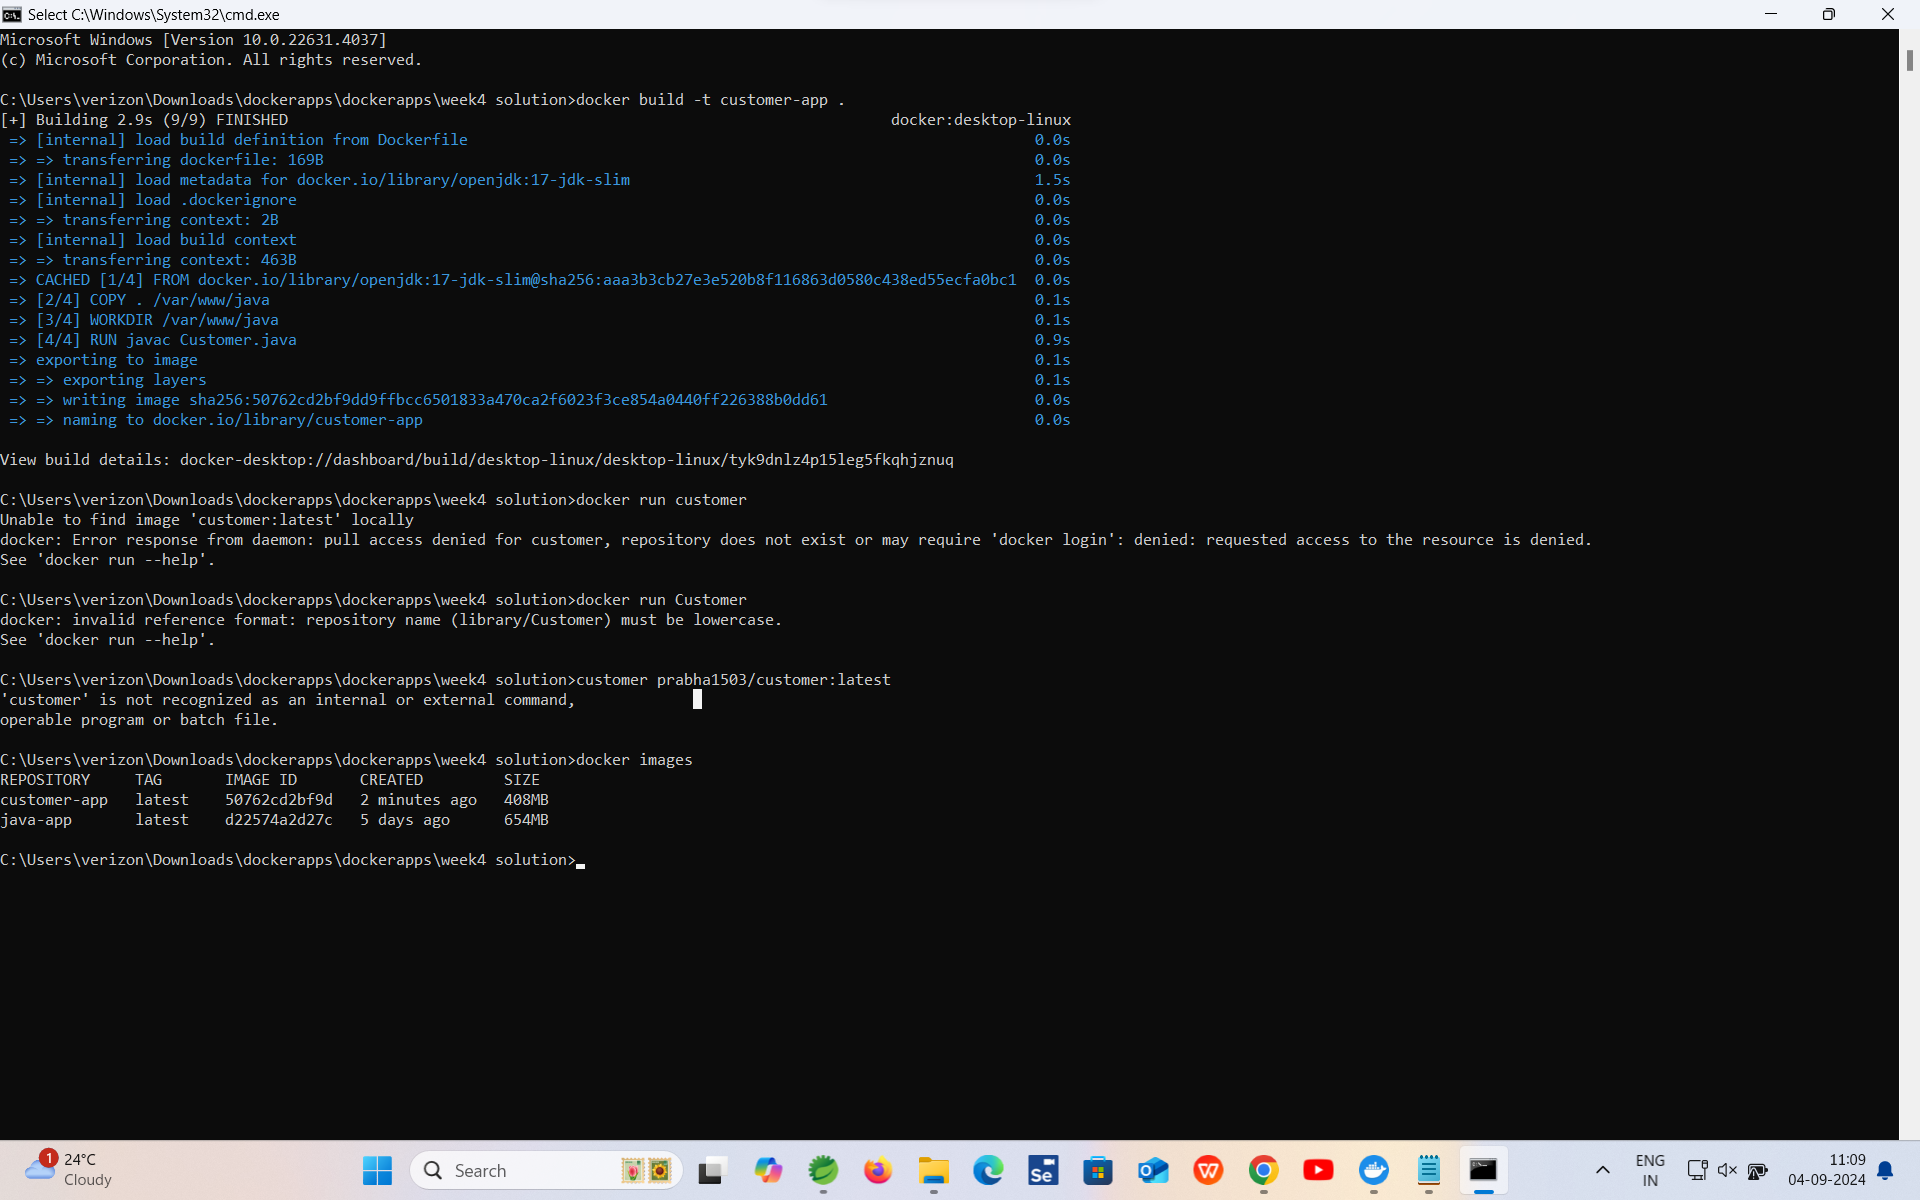 Select C:\Windows\System32\cmd.exe
Microsoft Windows [Version 10.0.22631.4037]
(c) Microsoft Corporation. All rights reserved.
C:\Users\verizon\Downloads\dockerapps\dockerapps\week4 solution>docker build -t customer-app .
[+] Building 2.9s (9/9) FINISHED docker:desktop-linux
=> [internal] load build definition from Dockerfile 0.0s
=> => transferring dockerfile: 169B 0.0s
=> [internal] load metadata for docker.io/library/openjdk:17-jdk-slim 1.5s
=> [internal] load .dockerignore 0.0s
=> => transferring context: 2B 0.0s
=> [internal] load build context 0.0s
=> => transferring context: 463B 0.0s
=> CACHED [1/4] FROM docker.io/library/openjdk:17-jdk-slim@sha256:aaa3b3cb27e3e520b8f116863d0580c438ed55ecfa0bc1 0.0s
=> [2/4] COPY . /var/www/java 0.1s
=> [3/4] WORKDIR /var/www/java 0.1s
=> [4/4] RUN javac Customer.java 0.9s
=> exporting to image 0.1s
=> => exporting layers 0.1s
=> => writing image sha256:50762cd2bf9dd9ffbcc6501833a470ca2f6023f3ce854a0440ff226388b0dd61 0.0s
=> => naming to docker.io/library/customer-app 0.0s
View build details: docker-desktop://dashboard/build/desktop-linux/desktop-linux/tyk9dnlz4p15leg5fkqhjznuq
C:\Users\verizon\Downloads\dockerapps\dockerapps\week4 solution>docker run customer
Unable to find image 'customer:latest' locally
docker: Error response from daemon: pull access denied for customer, repository does not exist or may require 'docker login': denied: requested access to the resource is denied.
See 'docker run --help'.
C:\Users\verizon\Downloads\dockerapps\dockerapps\week4 solution>docker run Customer
docker: invalid reference format: repository name (library/Customer) must be lowercase.
See 'docker run --help'.
C:\Users\verizon\Downloads\dockerapps\dockerapps\week4 solution>customer prabha1503/customer:latest
'customer' is not recognized as an internal or external command,
operable program or batch file.
C:\Users\verizon\Downloads\dockerapps\dockerapps\week4 solution>docker images
REPOSITORY TAG IMAGE ID CREATED SIZE
customer-app latest 50762cd2bf9d 2 minutes ago 408MB
java-app latest d22574a2d27c 5 days ago 654MB
C:\Users\verizon\Downloads\dockerapps\dockerapps\week4 solution>
1
24°C
Cloudy
Search
Se
W
ENG
IN
11:09
04-09-2024